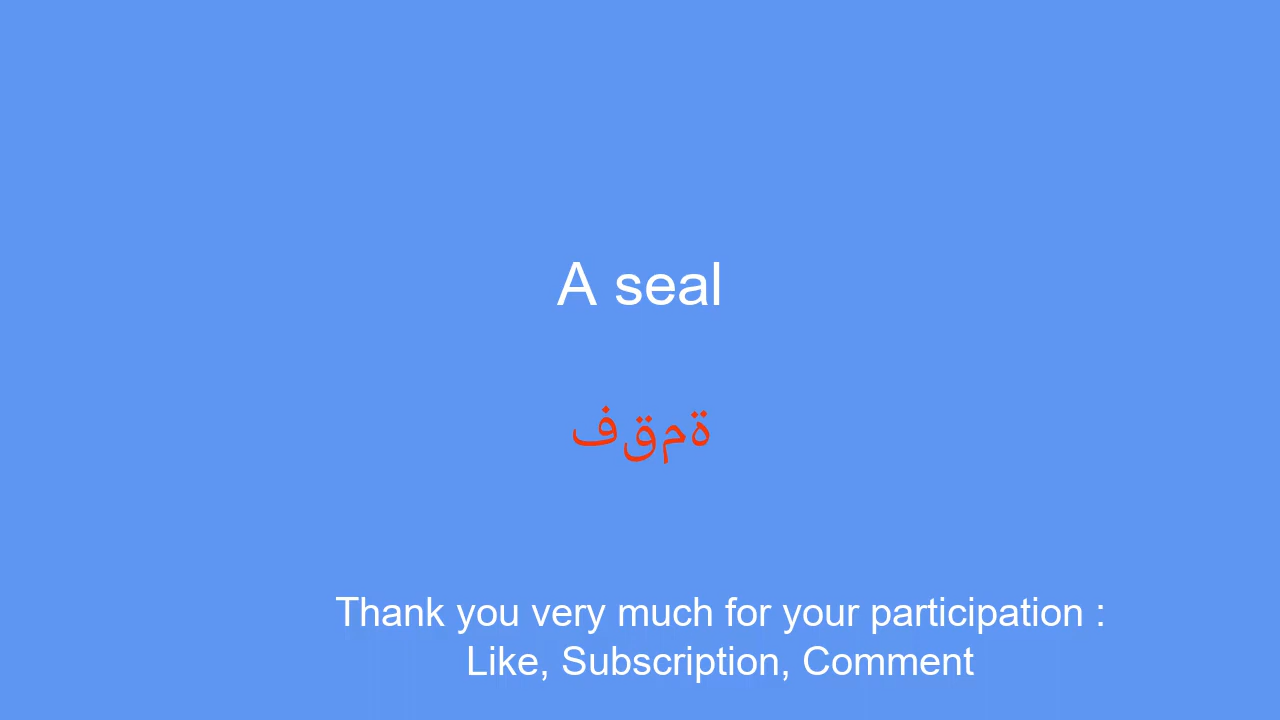 A seal
فقمة
Thank you very much for your participation :
Like, Subscription, Comment